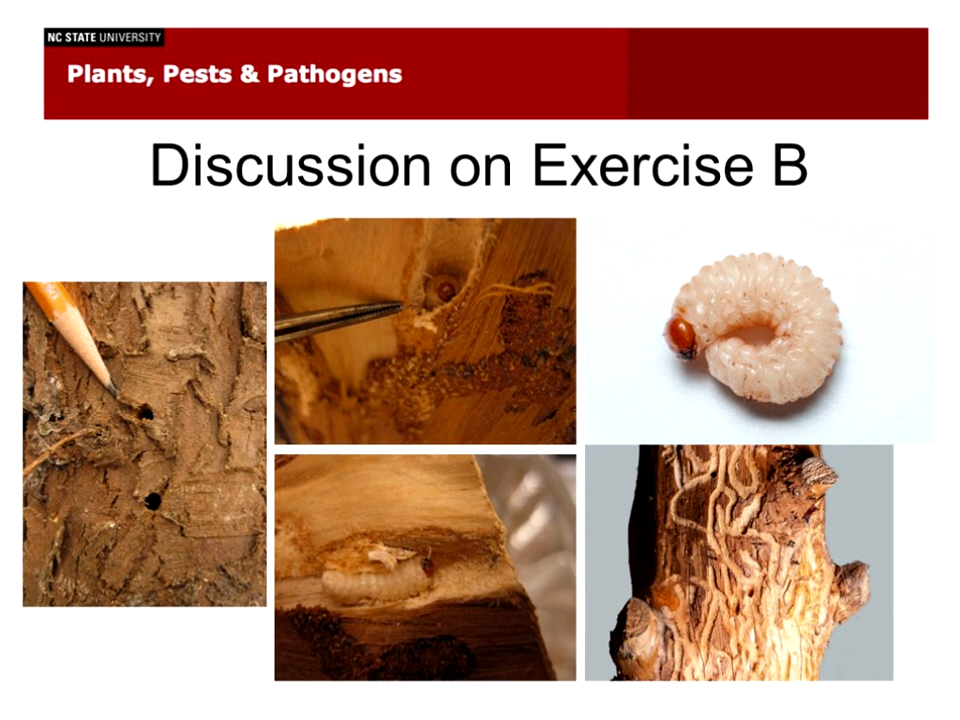 NC STATE UNIVERSITY
Plants, Pests & Pathogens
Discussion on Exercise B